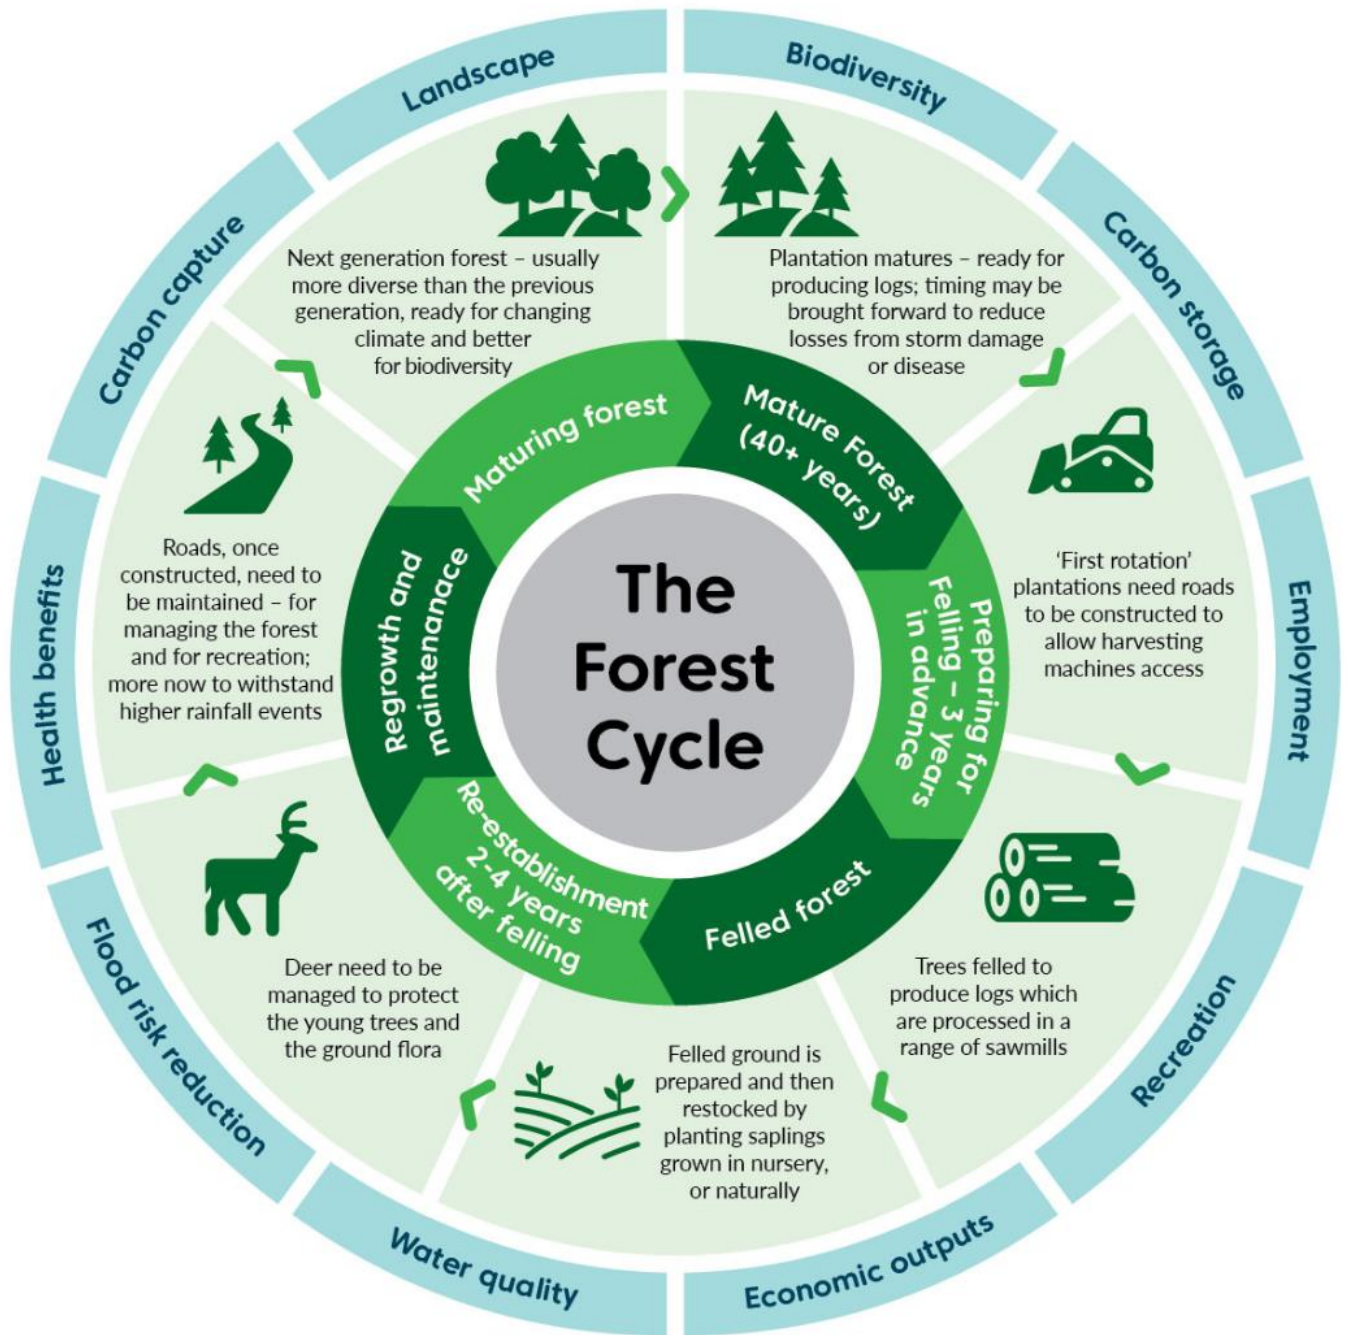 The
Forest
Cycle
Mature Forest
(40+ years)
Preparing for
Felling – 3 years
in advance
Felled forest
Re-establishment
2-4 years
after felling
Regrowth and
maintenanace
Maturing forest
Plantation matures – ready for
producing logs; timing may be
brought forward to reduce
losses from storm damage
or disease
‘First rotation’
plantations need roads
to be constructed to
allow harvesting
machines access
Trees felled to
produce logs which
are processed in a
range of sawmills
Felled ground is
prepared and then
restocked by
planting saplings
grown in nursery,
or naturally
Deer need to be
managed to protect
the young trees and
the ground flora
Roads, once
constructed, need to
be maintained – for
managing the forest
and for recreation;
more now to withstand
higher rainfall events
Next generation forest – usually
more diverse than the previous
generation, ready for changing
climate and better
for biodiversity
Biodiversity
Carbon storage
Employment
Recreation
Economic outputs
Water quality
Flood risk reduction
Health benefits
Carbon capture
Landscape